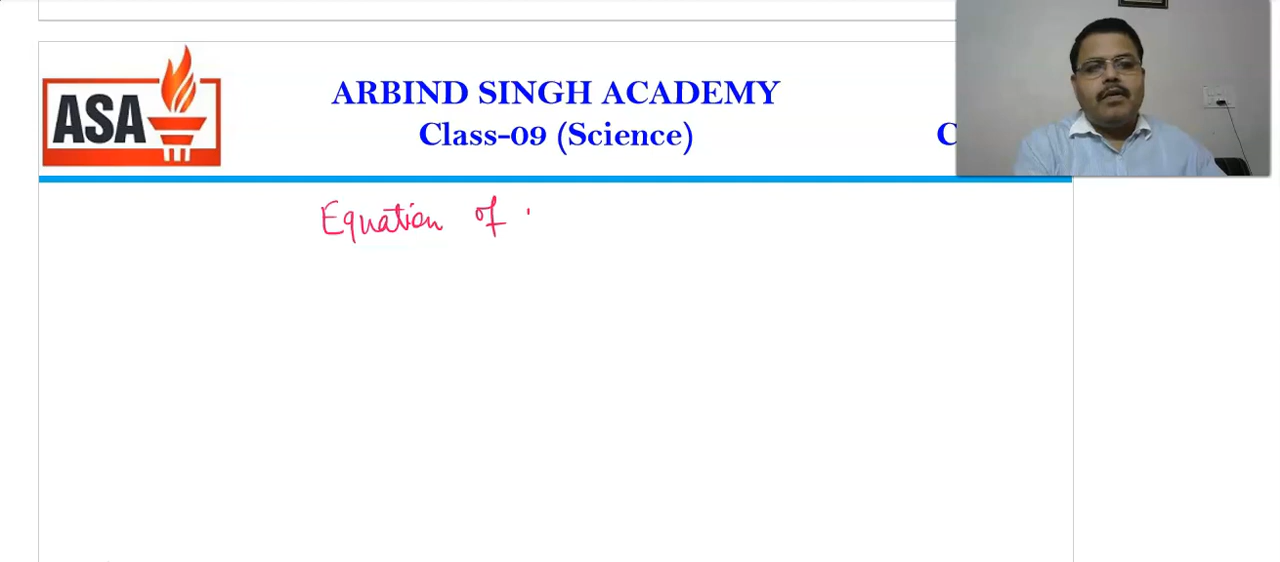 ASA
ARBIND SINGH ACADEMY
Class-09 (Science)
C
Equation of